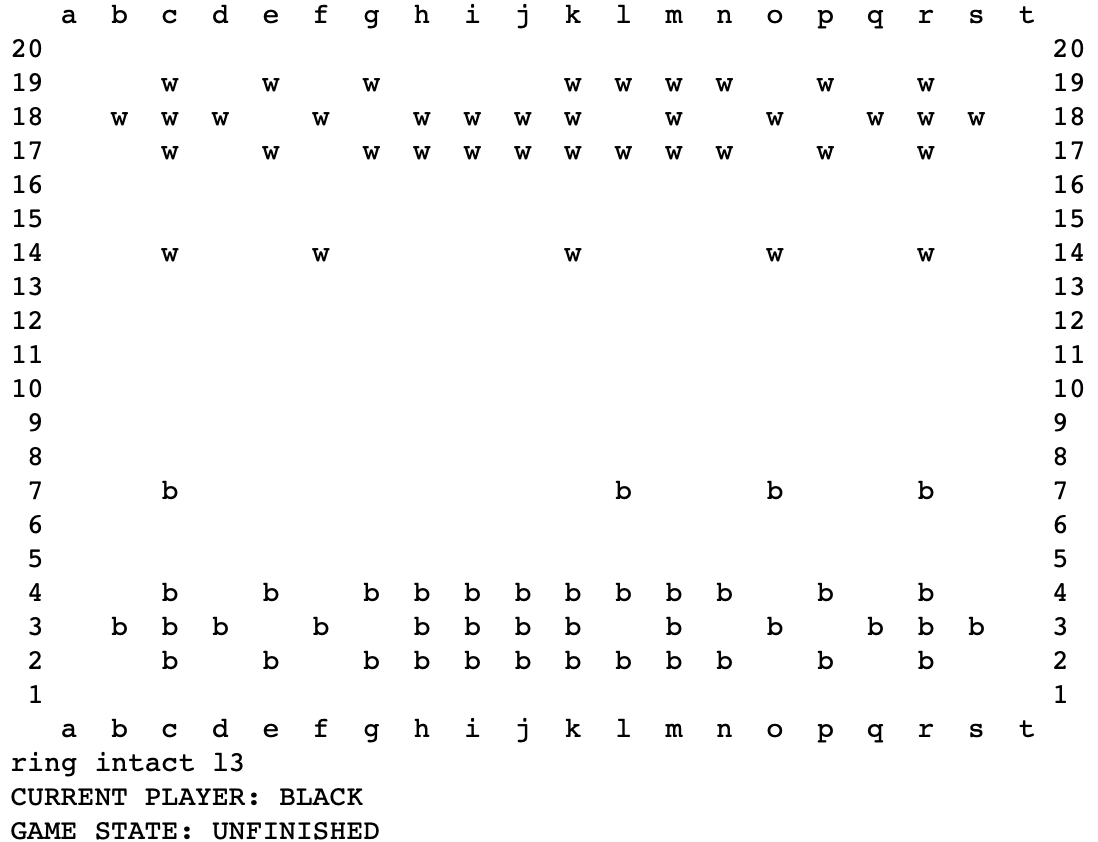 a b c d e f g h i j k l m n o p q r s t
20 20
19 w w w w w w w w w 19
18 w w w w w w w w w w w w w 18
17 w w w w w w w w w w w w 17
16 16
15 15
14 w w w w w 14
13 13
12 12
11 11
10 10
9 9
8 8
7 b b b b 7
6 6
5 5
4 b b b b b b b b b b b b 4
3 b b b b b b b b b b b b b 3
2 b b b b b b b b b b b b 2
1 1
a b c d e f g h i j k l m n o p q r s t
ring intact l3
CURRENT PLAYER: BLACK
GAME STATE: UNFINISHED